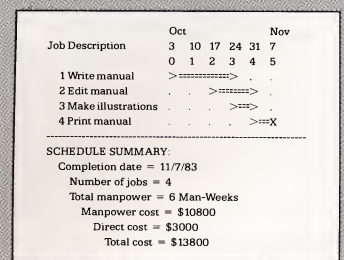 Oct Nov
Job Description 3 10 17 24 31 7
0 1 2 3 4 5
1 Write manual >=============> . .
2 Edit manual . . >========> .
3 Make illustrations . . . >===> .
4 Print manual . . . . >===X
--------------------------------------------------
SCHEDULE SUMMARY:
Completion date = 11/7/83
Number of jobs = 4
Total manpower = 6 Man-Weeks
Manpower cost = $10800
Direct cost = $3000
Total cost = $13800